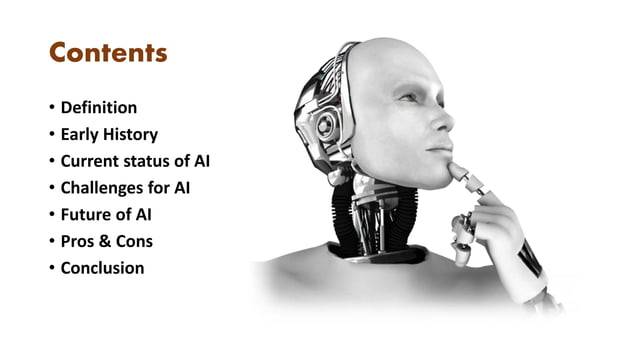 Contents
• Definition
• Early History
• Current status of AI
• Challenges for AI
• Future of AI
• Pros & Cons
• Conclusion